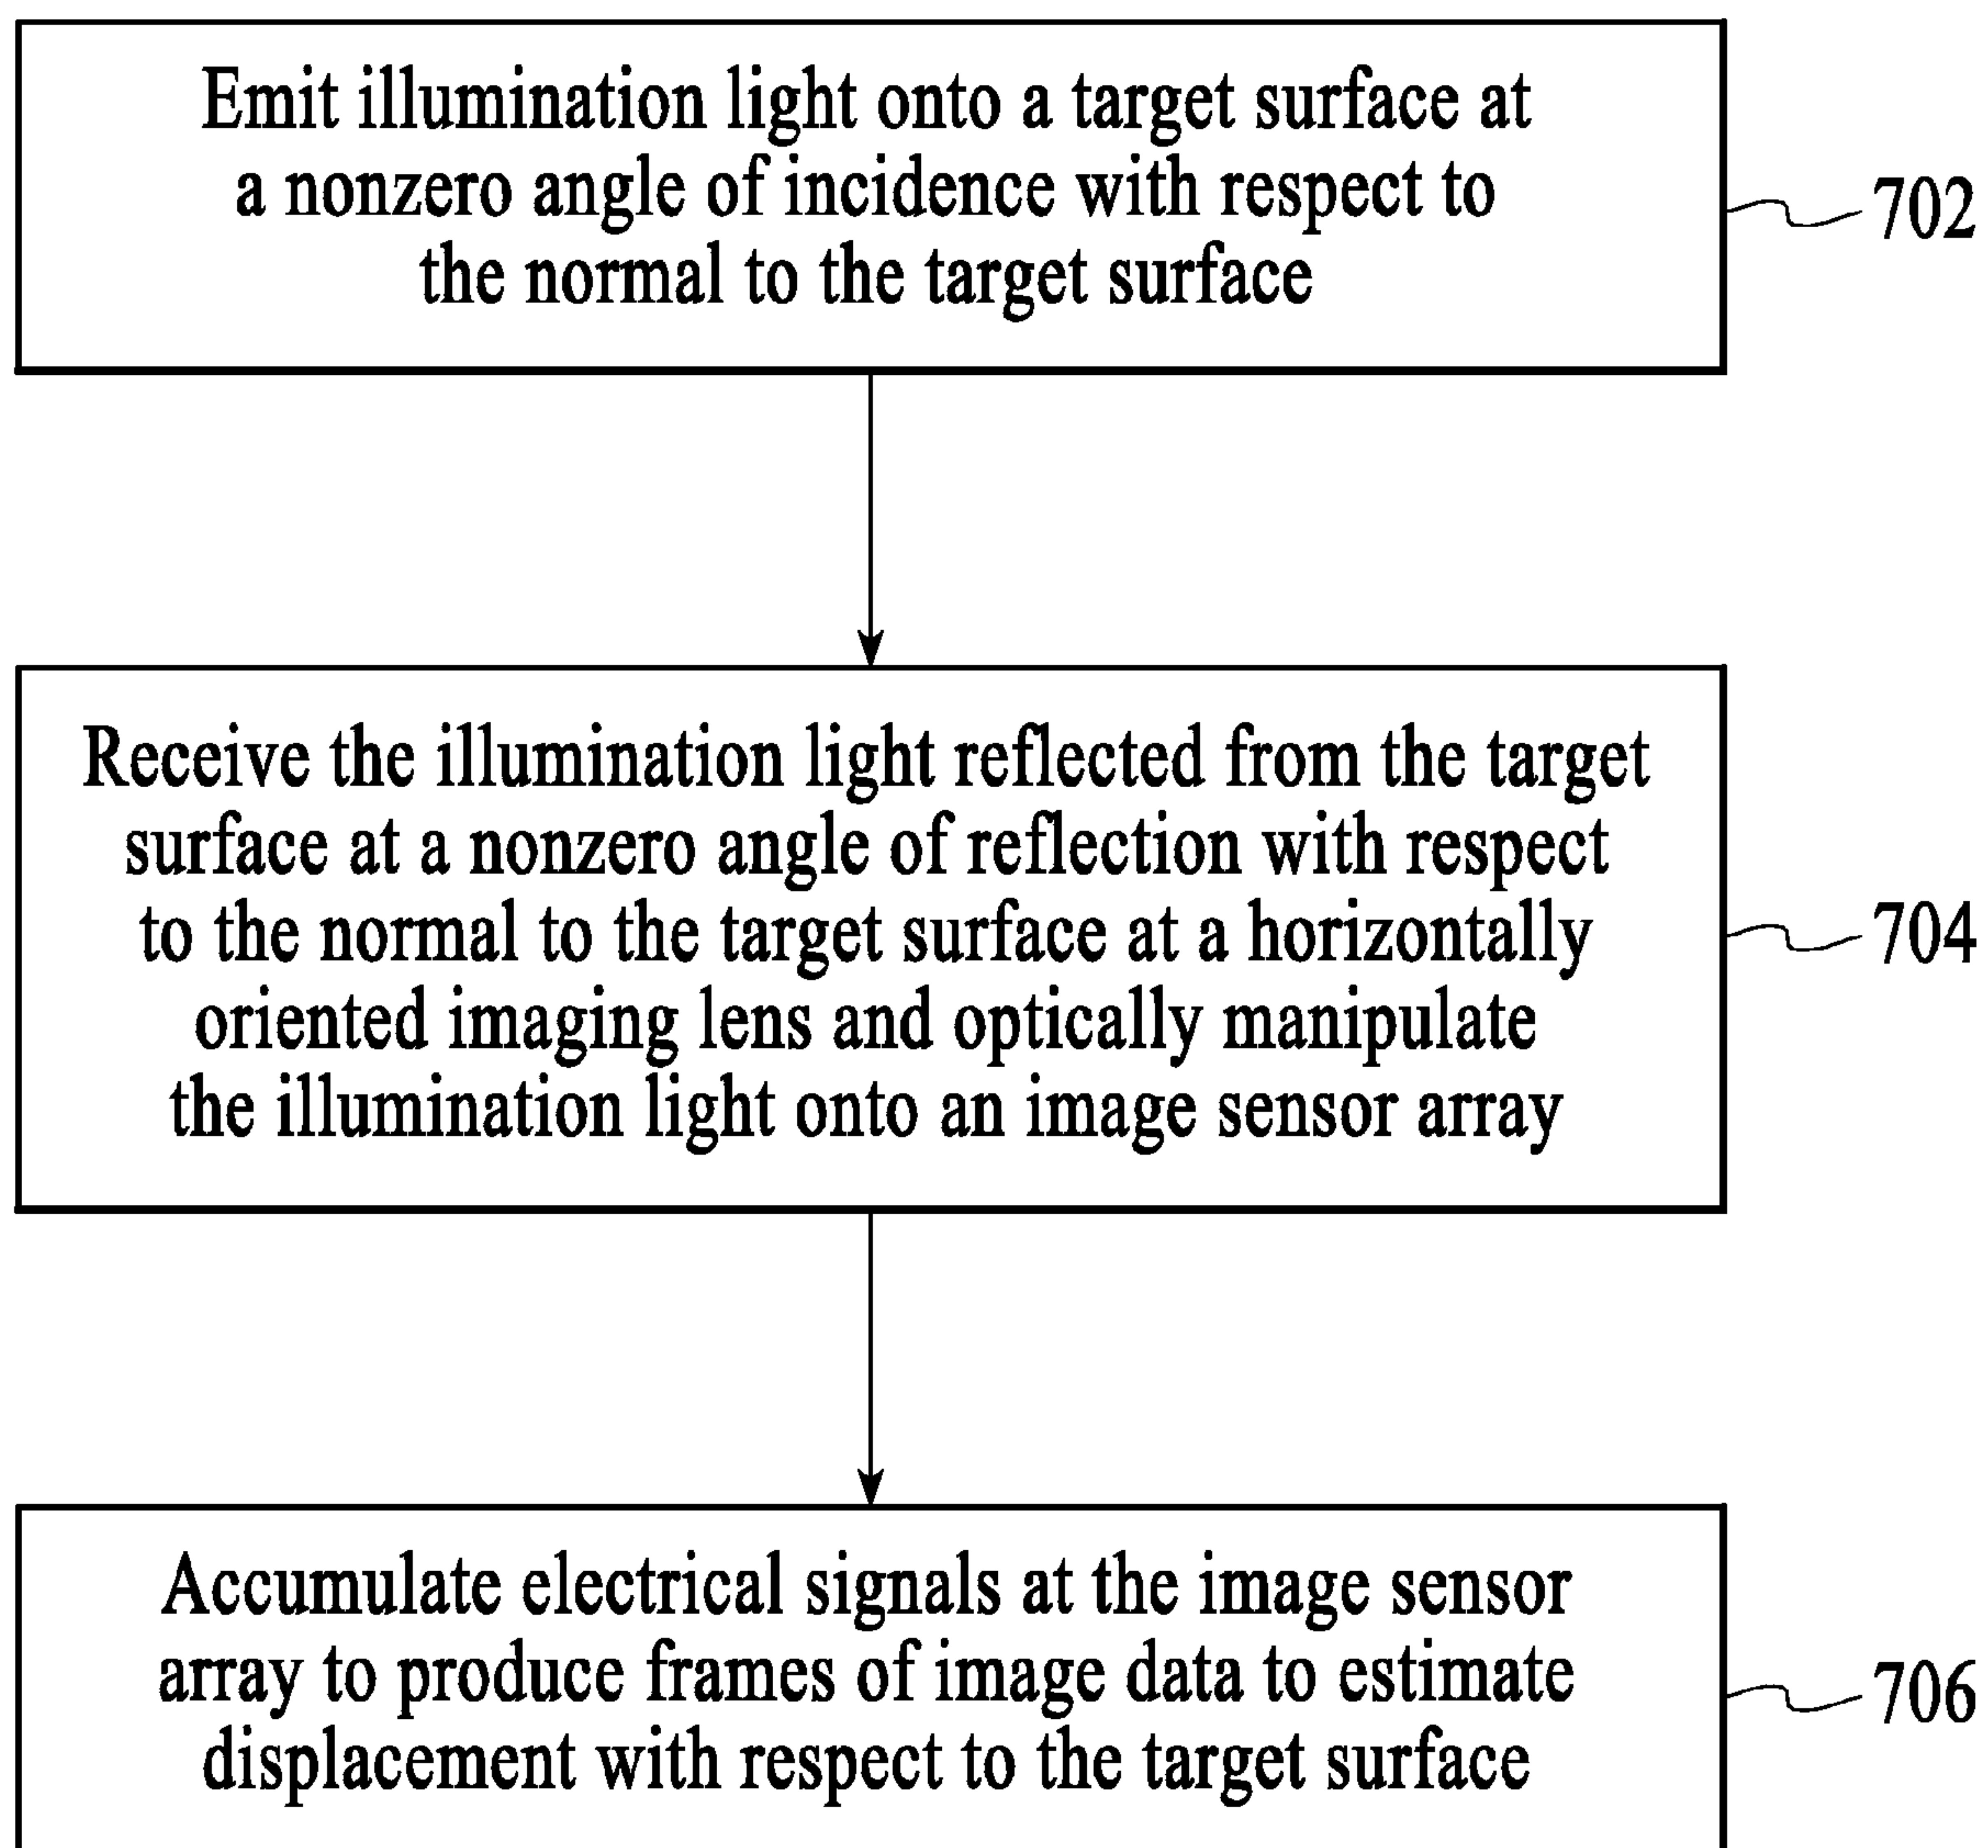 Emit illumination light onto a target surface at
a nonzero angle of incidence with respect to
the normal to the target surface
702
Receive the illumination light reflected from the target
surface at a nonzero angle of reflection with respect
to the normal to the target surface at a horizontally
oriented imaging lens and optically manipulate
the illumination light onto an image sensor array
704
Accumulate electrical signals at the image sensor
array to produce frames of image data to estimate
displacement with respect to the target surface
706